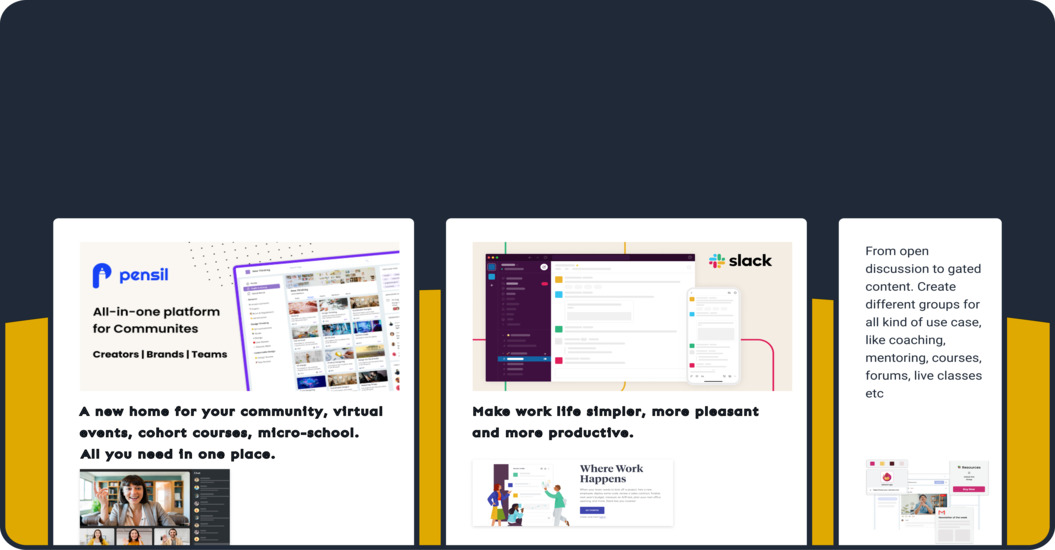 pensil
All-in-one platform
for Communites
Creators | Brands | Teams
A new home for your community, virtual
events, cohort courses, micro-school.
All you need in one place.
slack
Make work life simpler, more pleasant
and more productive.
Where Work
Happens
From open
discussion to gated
content. Create
different groups for
all kind of use case,
like coaching,
mentoring, courses,
forums, live classes
etc
Resources